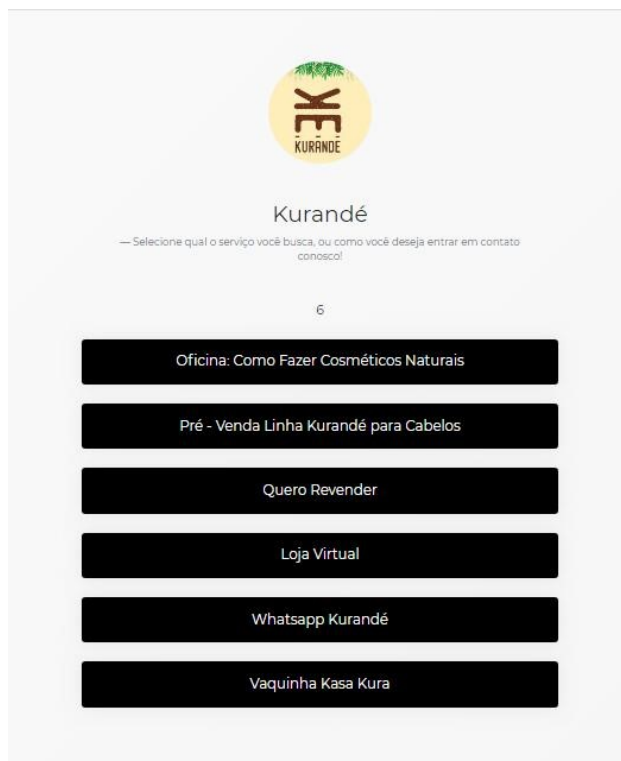 KE
KURANDÉ
Kurandé
— Selecione qual o serviço você busca, ou como você deseja entrar em contato
conosco!
6
Oficina: Como Fazer Cosméticos Naturais
Pré - Venda Linha Kurandé para Cabelos
Quero Revender
Loja Virtual
Whatsapp Kurandé
Vaquinha Kasa Kura